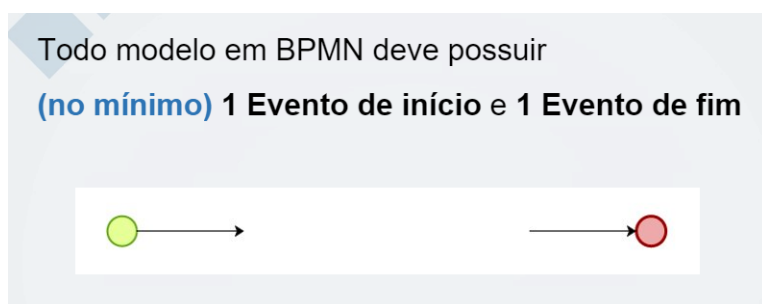 Todo modelo em BPMN deve possuir
(no mínimo) 1 Evento de início e 1 Evento de fim